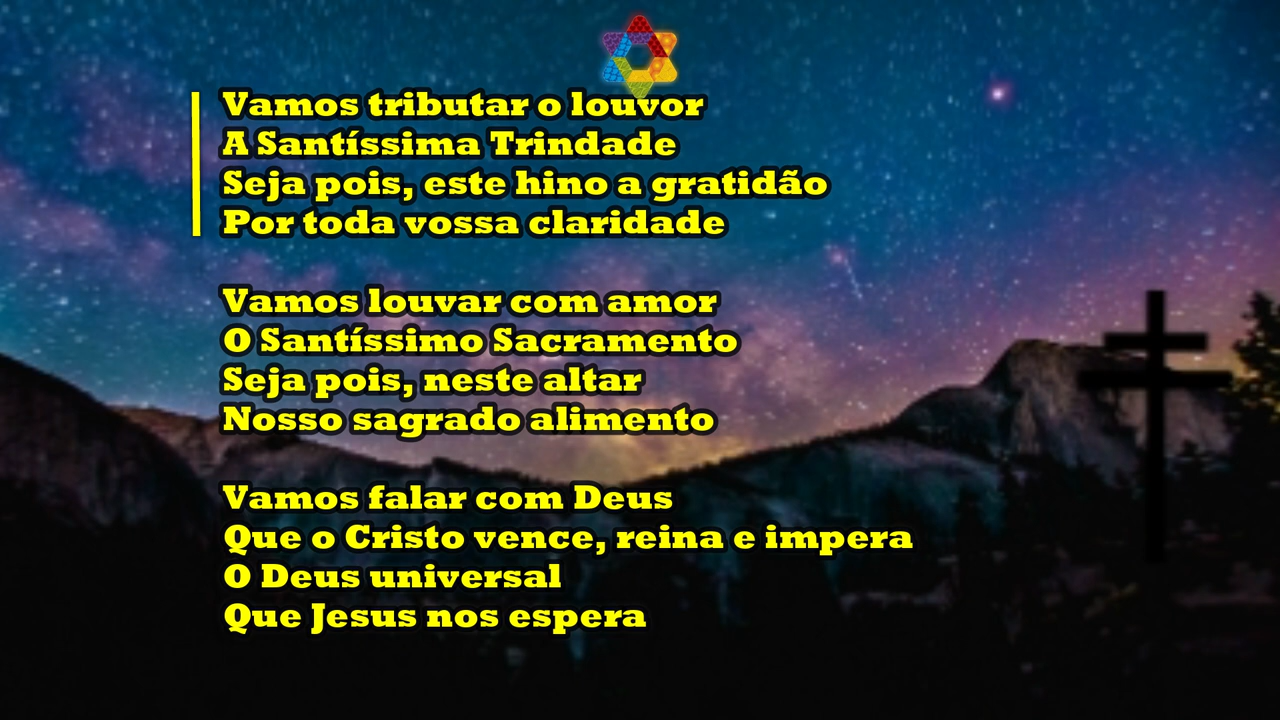 Vamos tributar o louvor
A Santíssima Trindade
Seja pois, este hino a gratidão
Por toda vossa claridade
Vamos louvar com amor
O Santíssimo Sacramento
Seja pois, neste altar
Nosso sagrado alimento
Vamos falar com Deus
Que o Cristo vence, reina e impera
O Deus universal
Que Jesus nos espera